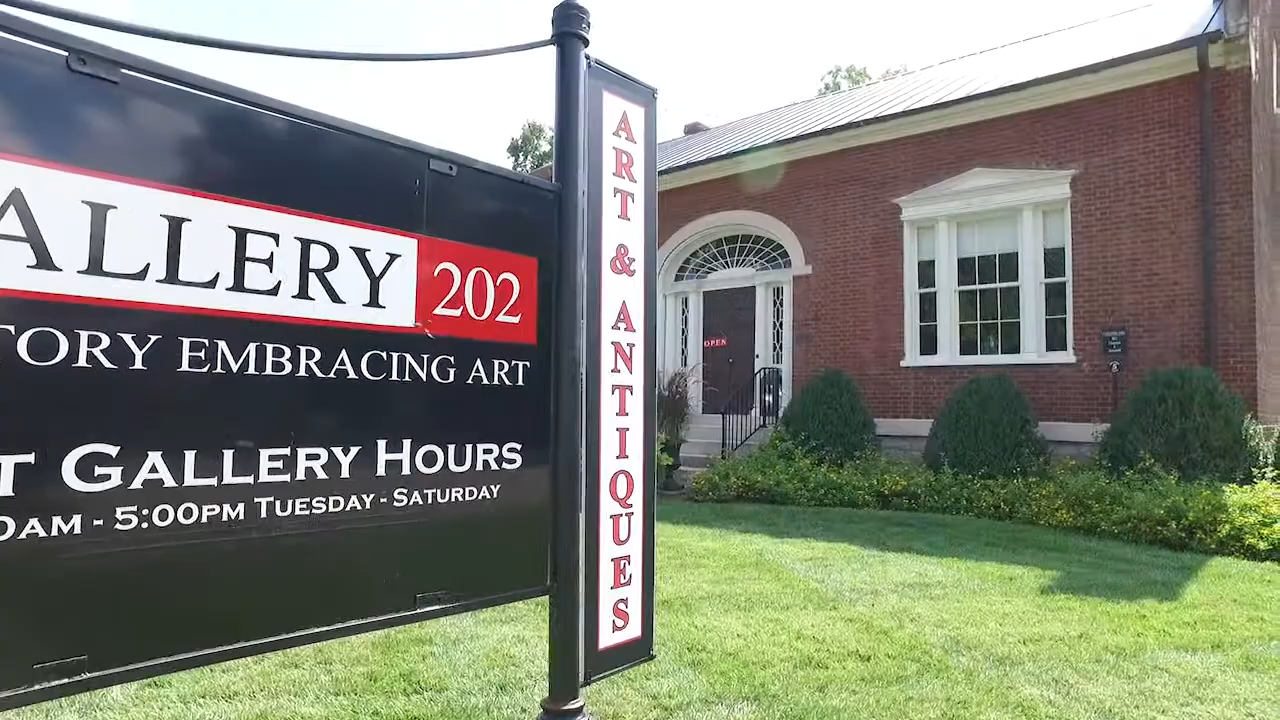 ALLERY 202
TORY EMBRACING ART
T GALLERY HOURS
0AM - 5:00PM TUESDAY - SATURDAY
ART & ANTIQUES
OPEN